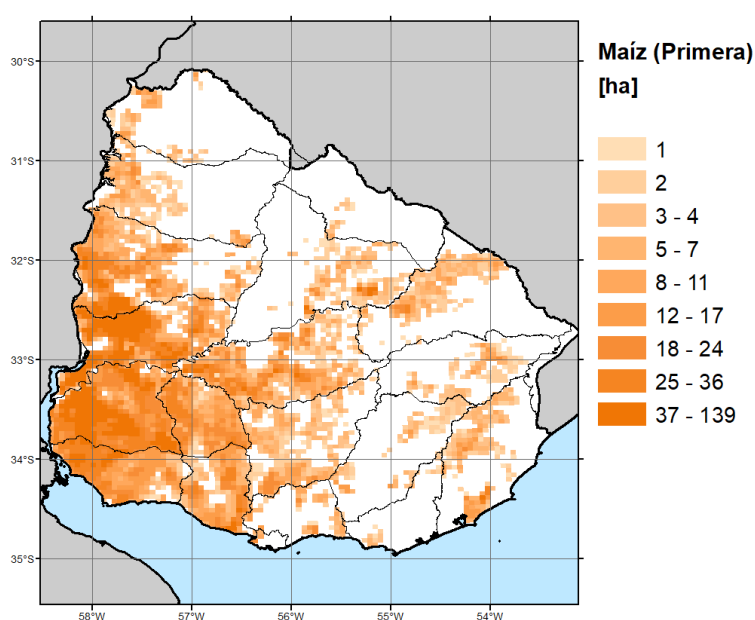 Maíz (Primera)
[ha]
1
2
3 - 4
5 - 7
8 - 11
12 - 17
18 - 24
25 - 36
37 - 139
30°S
31°S
32°S
33°S
34°S
35°S
58°W
57°W
56°W
55°W
54°W